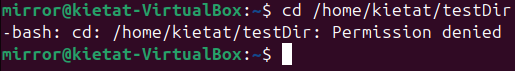 mirror@kietat-VirtualBox:~$ cd /home/kietat/testDir
-bash: cd: /home/kietat/testDir: Permission denied
mirror@kietat-VirtualBox:~$